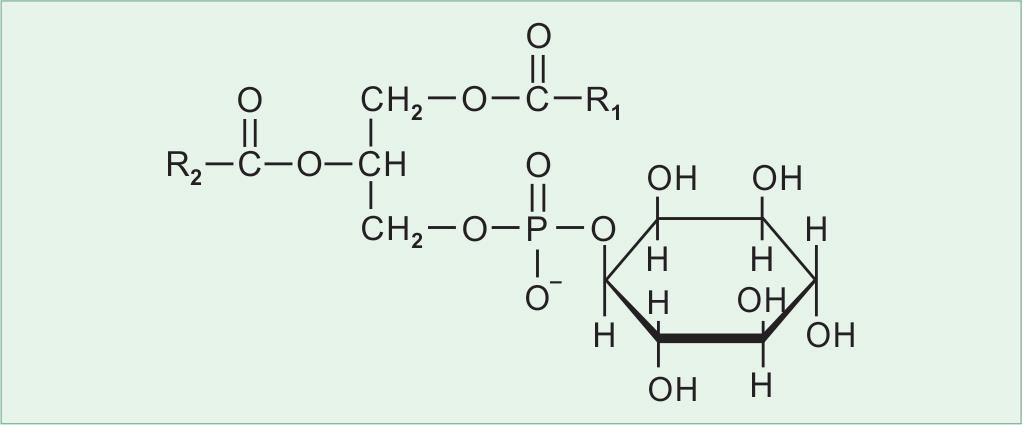 O
O CH₂—O—C—R₁
R₂—C—O—CH O OH OH
CH₂—O—P—O H
H H
O⁻ H OH
H OH
OH H